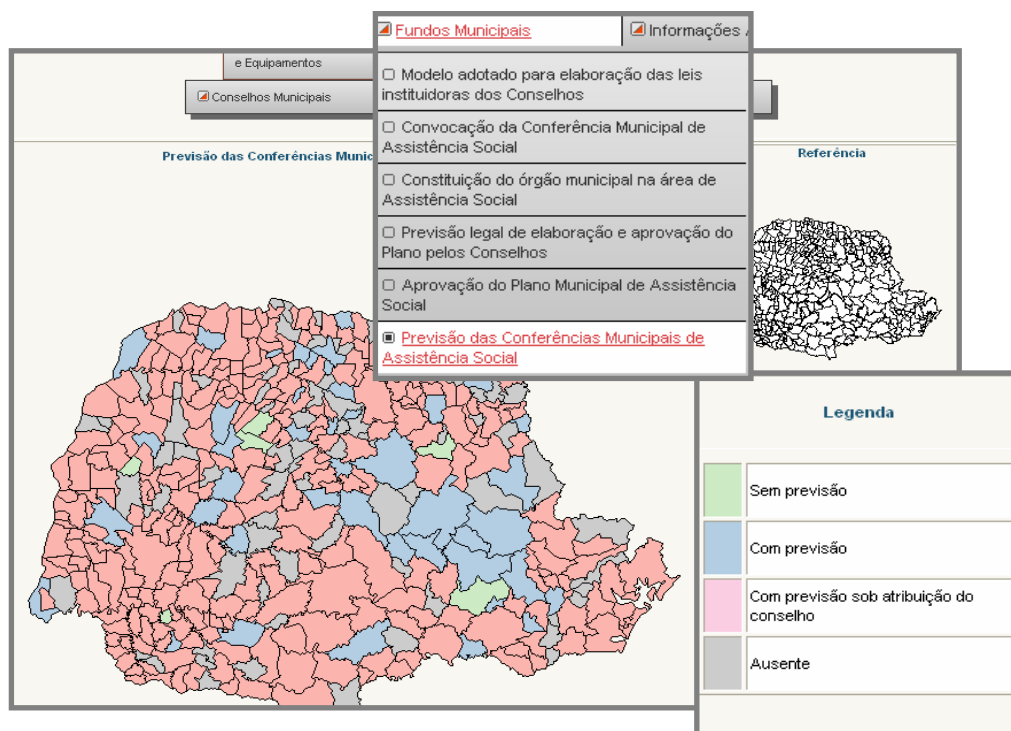 Fundos Municipais
Informações
e Equipamentos
Conselhos Municipais
Modelo adotado para elaboração das leis
instituidoras dos Conselhos
Convocação da Conferência Municipal de
Assistência Social
Constituição do órgão municipal na área de
Assistência Social
Previsão legal de elaboração e aprovação do
Plano pelos Conselhos
Aprovação do Plano Municipal de Assistência
Social
Previsão das Conferências Municipais de
Assistência Social
Previsão das Conferências Munic
Referência
Legenda
Sem previsão
Com previsão
Com previsão sob atribuição do
conselho
Ausente